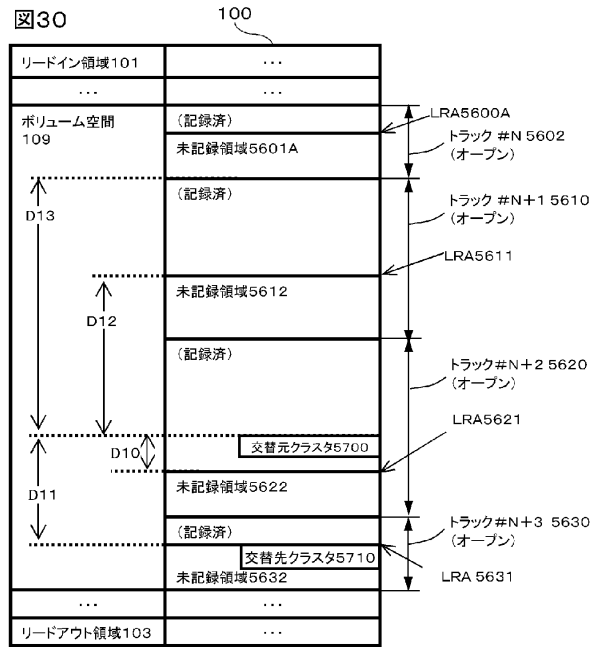 図30
100
リードイン領域101
...
...
...
ボリューム空間
109
(記録済)
LRA5600A
トラック #N 5602
(オープン)
未記録領域5601A
D13
(記録済)
トラック#N+1 5610
(オープン)
LRA5611
未記録領域5612
D12
(記録済)
トラック#N+2 5620
(オープン)
LRA5621
交替元クラスタ5700
D10
未記録領域5622
D11
(記録済)
トラック#N+3 5630
(オープン)
交替先クラスタ5710
LRA 5631
未記録領域5632
...
...
リードアウト領域103
...